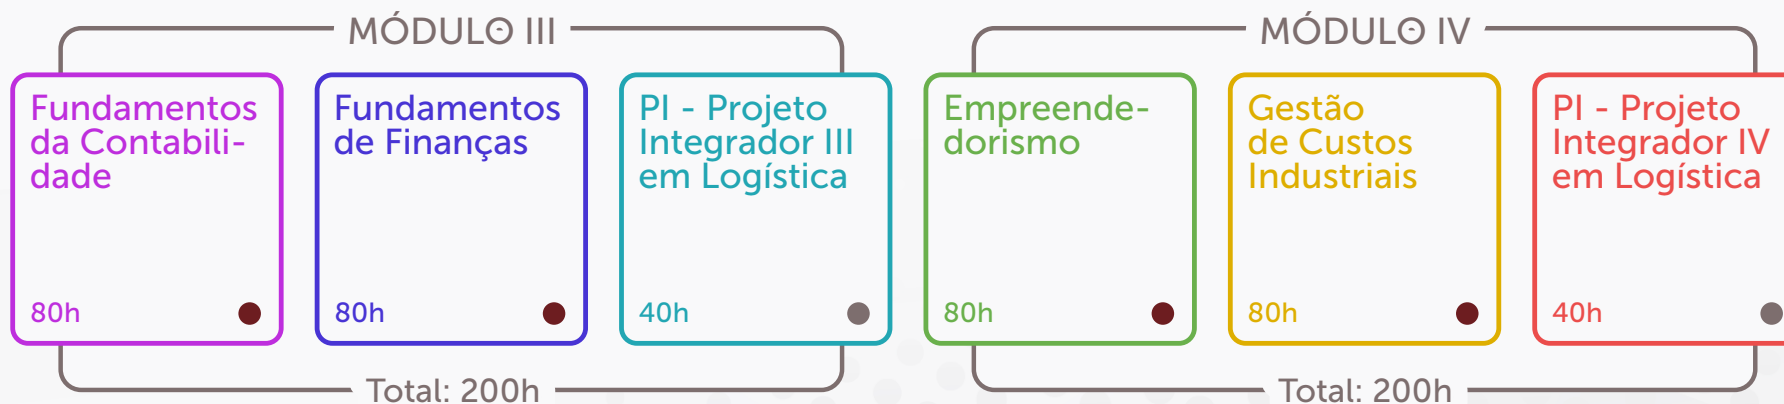 MÓDULO III
Fundamentos
da Contabili-
dade
80h
Fundamentos
de Finanças
80h
PI - Projeto
Integrador III
em Logística
40h
Total: 200h
MÓDULO IV
Empreende-
dorismo
80h
Gestão
de Custos
Industriais
80h
PI - Projeto
Integrador IV
em Logística
40h
Total: 200h